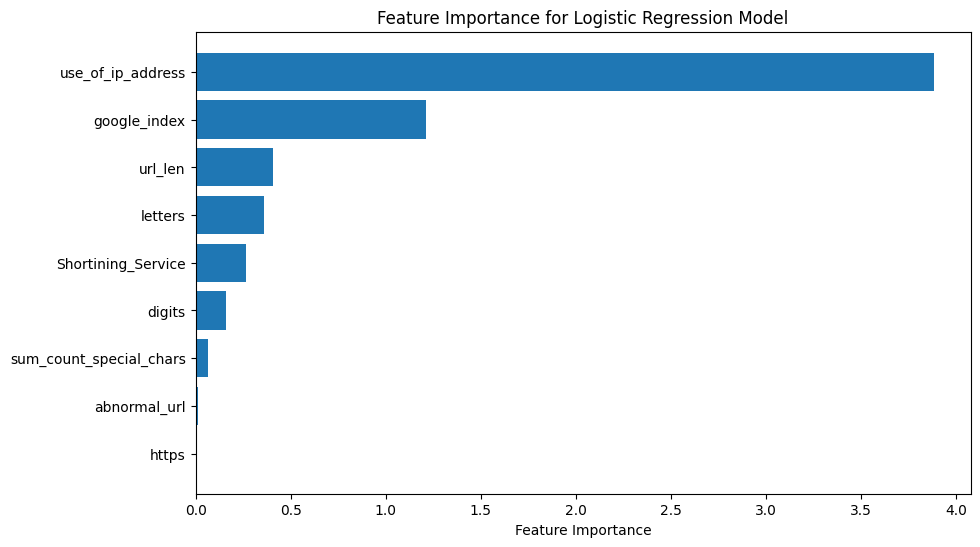 Feature Importance for Logistic Regression Model
use_of_ip_address
google_index
url_len
letters
Shortining_Service
digits
sum_count_special_chars
abnormal_url
https
0.0 0.5 1.0 1.5 2.0 2.5 3.0 3.5 4.0
Feature Importance